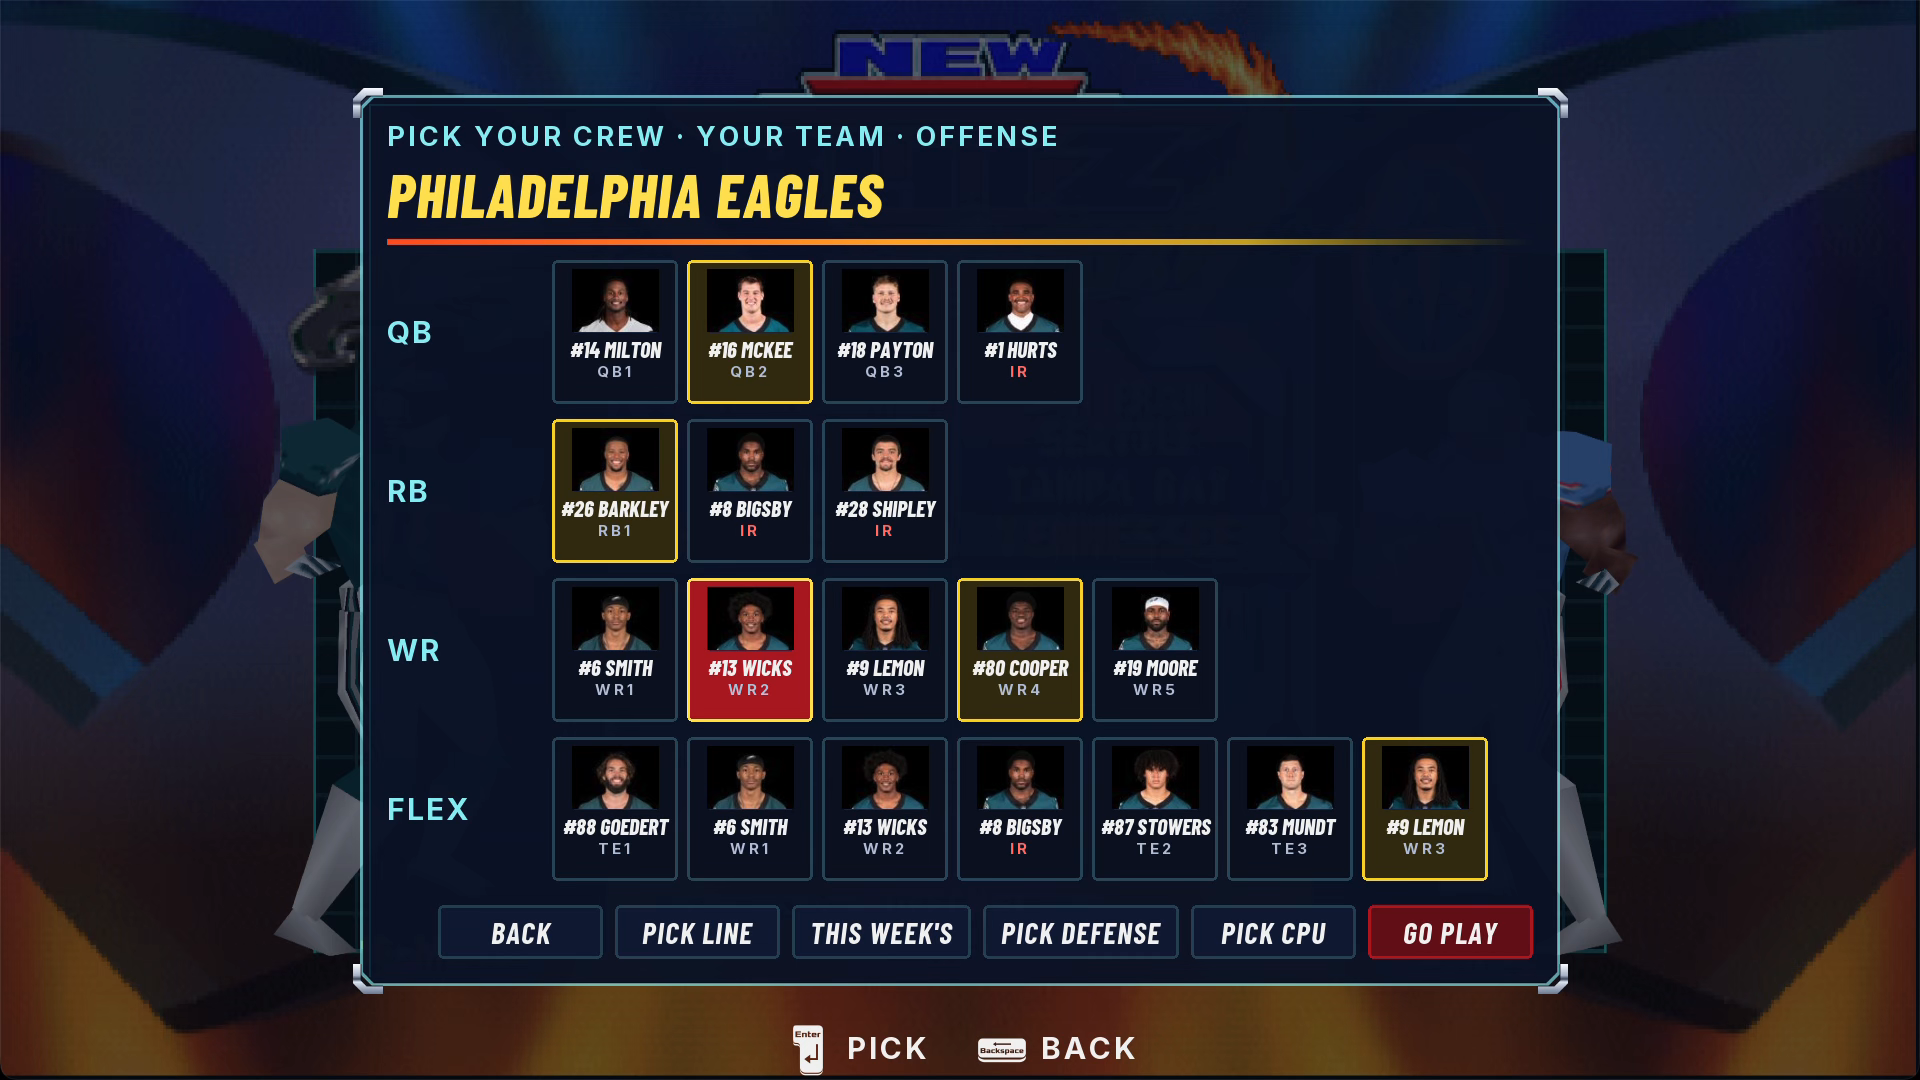 NEW
PICK YOUR CREW · YOUR TEAM · OFFENSE
PHILADELPHIA EAGLES
QB
#14 MILTON
QB1
#16 MCKEE
QB2
#18 PAYTON
QB3
#1 HURTS
IR
RB
#26 BARKLEY
RB1
#8 BIGSBY
IR
#28 SHIPLEY
IR
WR
#6 SMITH
WR1
#13 WICKS
WR2
#9 LEMON
WR3
#80 COOPER
WR4
#19 MOORE
WR5
FLEX
#88 GOEDERT
TE1
#6 SMITH
WR1
#13 WICKS
WR2
#8 BIGSBY
IR
#87 STOWERS
TE2
#83 MUNDT
TE3
#9 LEMON
WR3
BACK
PICK LINE
THIS WEEK'S
PICK DEFENSE
PICK CPU
GO PLAY
Enter
PICK
Backspace
BACK